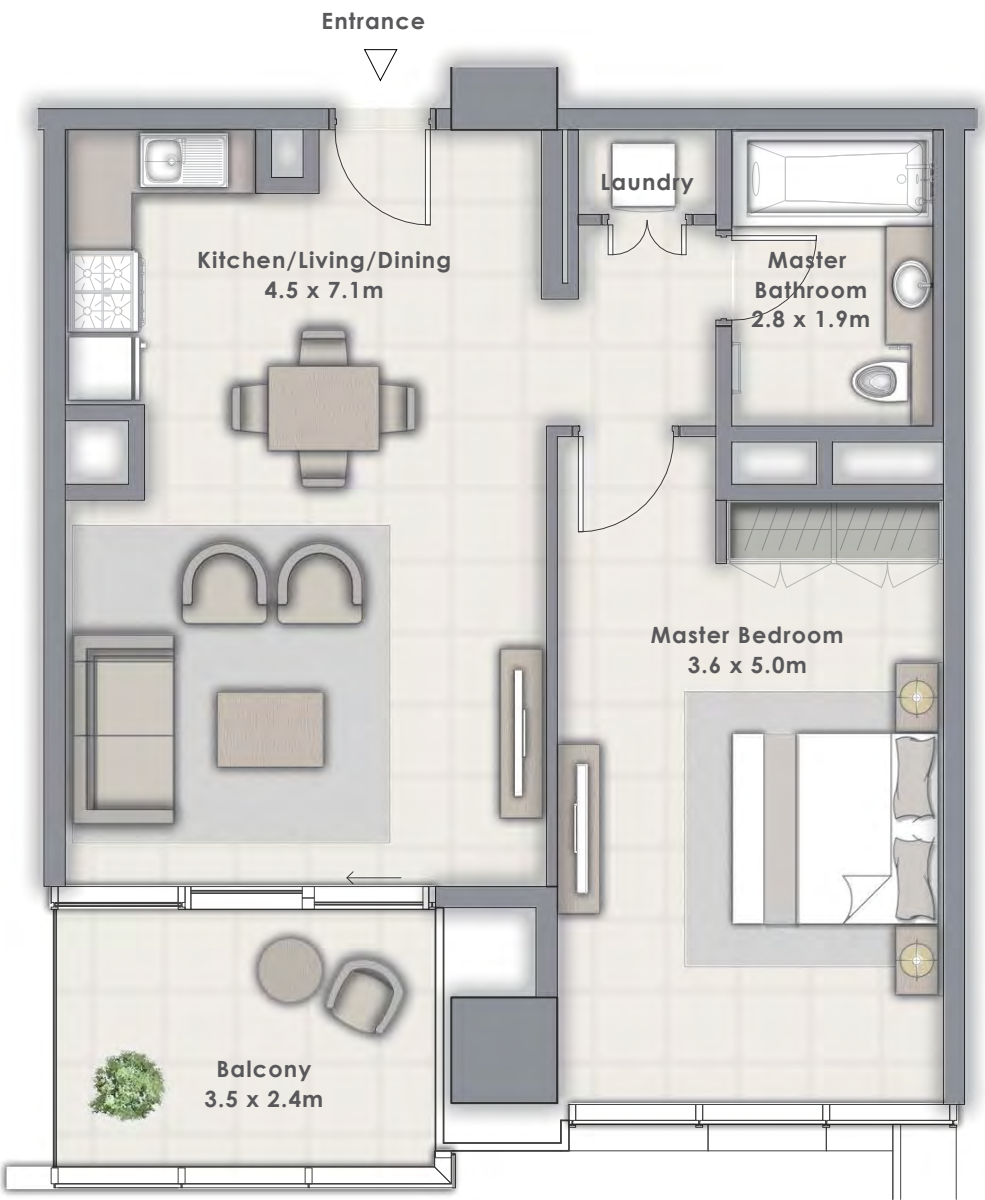 Entrance
Laundry
Kitchen/Living/Dining
4.5 x 7.1m
Master
Bathroom
2.8 x 1.9m
Master Bedroom
3.6 x 5.0m
Balcony
3.5 x 2.4m